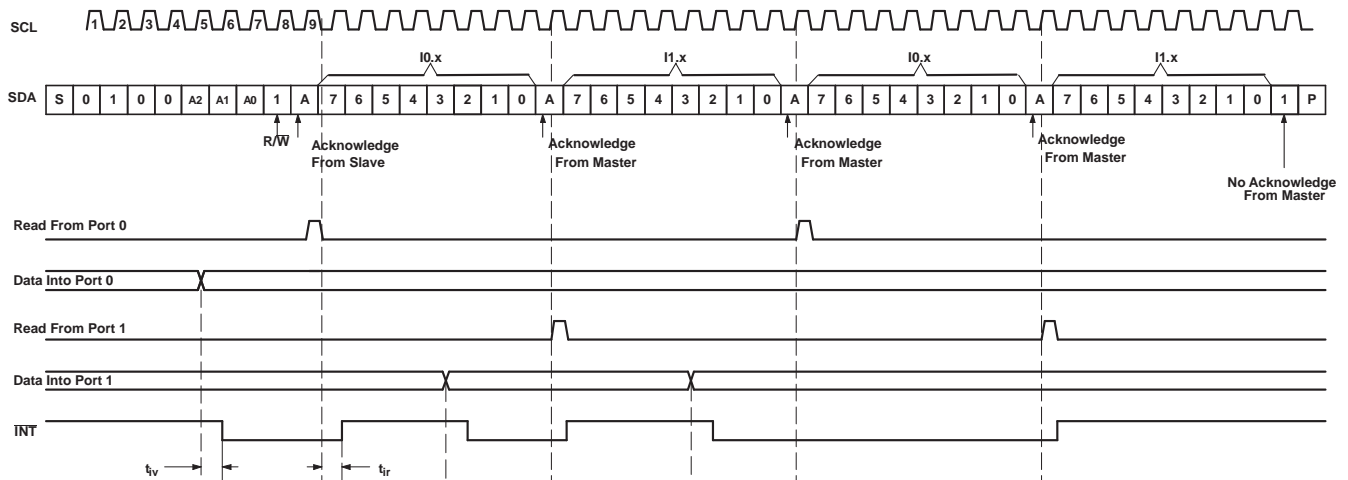 SCL 1 2 3 4 5 6 7 8 9
I0.x I1.x I0.x I1.x
SDA S 0 1 0 0 A2 A1 A0 1 A 7 6 5 4 3 2 1 0 A 7 6 5 4 3 2 1 0 A 7 6 5 4 3 2 1 0 A 7 6 5 4 3 2 1 0 1 P
R/W
Acknowledge
From Slave
Acknowledge
From Master
Acknowledge
From Master
Acknowledge
From Master
No Acknowledge
From Master
Read From Port 0
Data Into Port 0
Read From Port 1
Data Into Port 1
INT
tiv tir